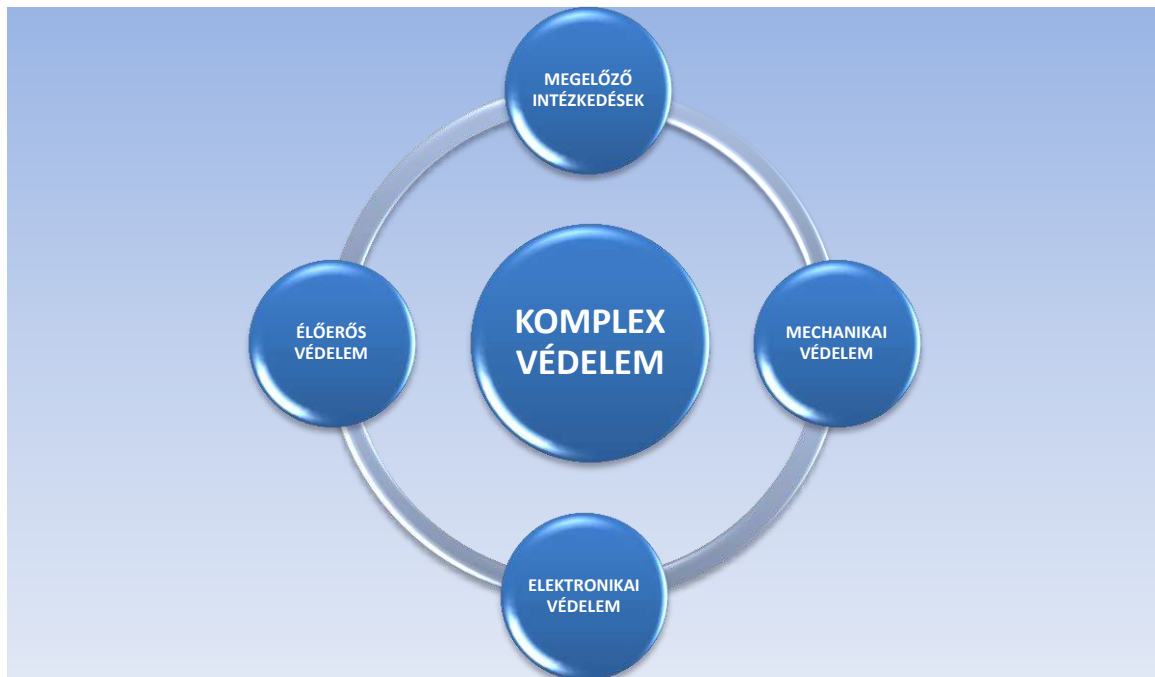 MEGELŐZŐ
INTÉZKEDÉSEK
ÉLŐERŐS
VÉDELEM
KOMPLEX
VÉDELEM
MECHANIKAI
VÉDELEM
ELEKTRONIKAI
VÉDELEM